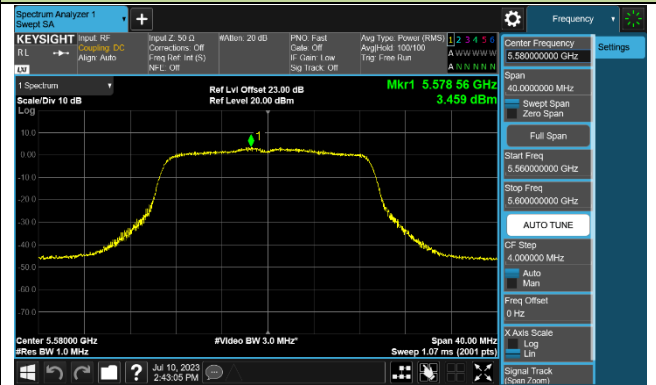 Spectrum Analyzer 1
Swept SA
+
Frequency
KEYSIGHT
RL
Input: RF
Coupling: DC
Align: Auto
Input Z: 50 Ω
Corrections: Off
Freq Ref: Int (S)
NFE: Off
#Atten: 20 dB
PNO: Fast
Gate: Off
IF Gain: Low
Sig Track: Off
Avg Type: Power (RMS)
Avg|Hold: 100/100
Trig: Free Run
1 2 3 4 5 6
A W W W W W
A N N N N N
LXI
1 Spectrum
Scale/Div 10 dB
Log
Ref Lvl Offset 23.00 dB
Ref Level 20.00 dBm
Mkr1 5.578 56 GHz
3.459 dBm
1
10.0
0.00
-10.0
-20.0
-30.0
-40.0
-50.0
-60.0
-70.0
Center 5.58000 GHz
#Res BW 1.0 MHz
#Video BW 3.0 MHz*
Span 40.00 MHz
Sweep 1.07 ms (2001 pts)
Jul 10, 2023
2:43:05 PM
?
Center Frequency
5.580000000 GHz
Settings
Span
40.0000000 MHz
Swept Span
Zero Span
Full Span
Start Freq
5.560000000 GHz
Stop Freq
5.600000000 GHz
AUTO TUNE
CF Step
4.000000 MHz
Auto
Man
Freq Offset
0 Hz
X Axis Scale
Log
Lin
Signal Track
(Span Zoom)